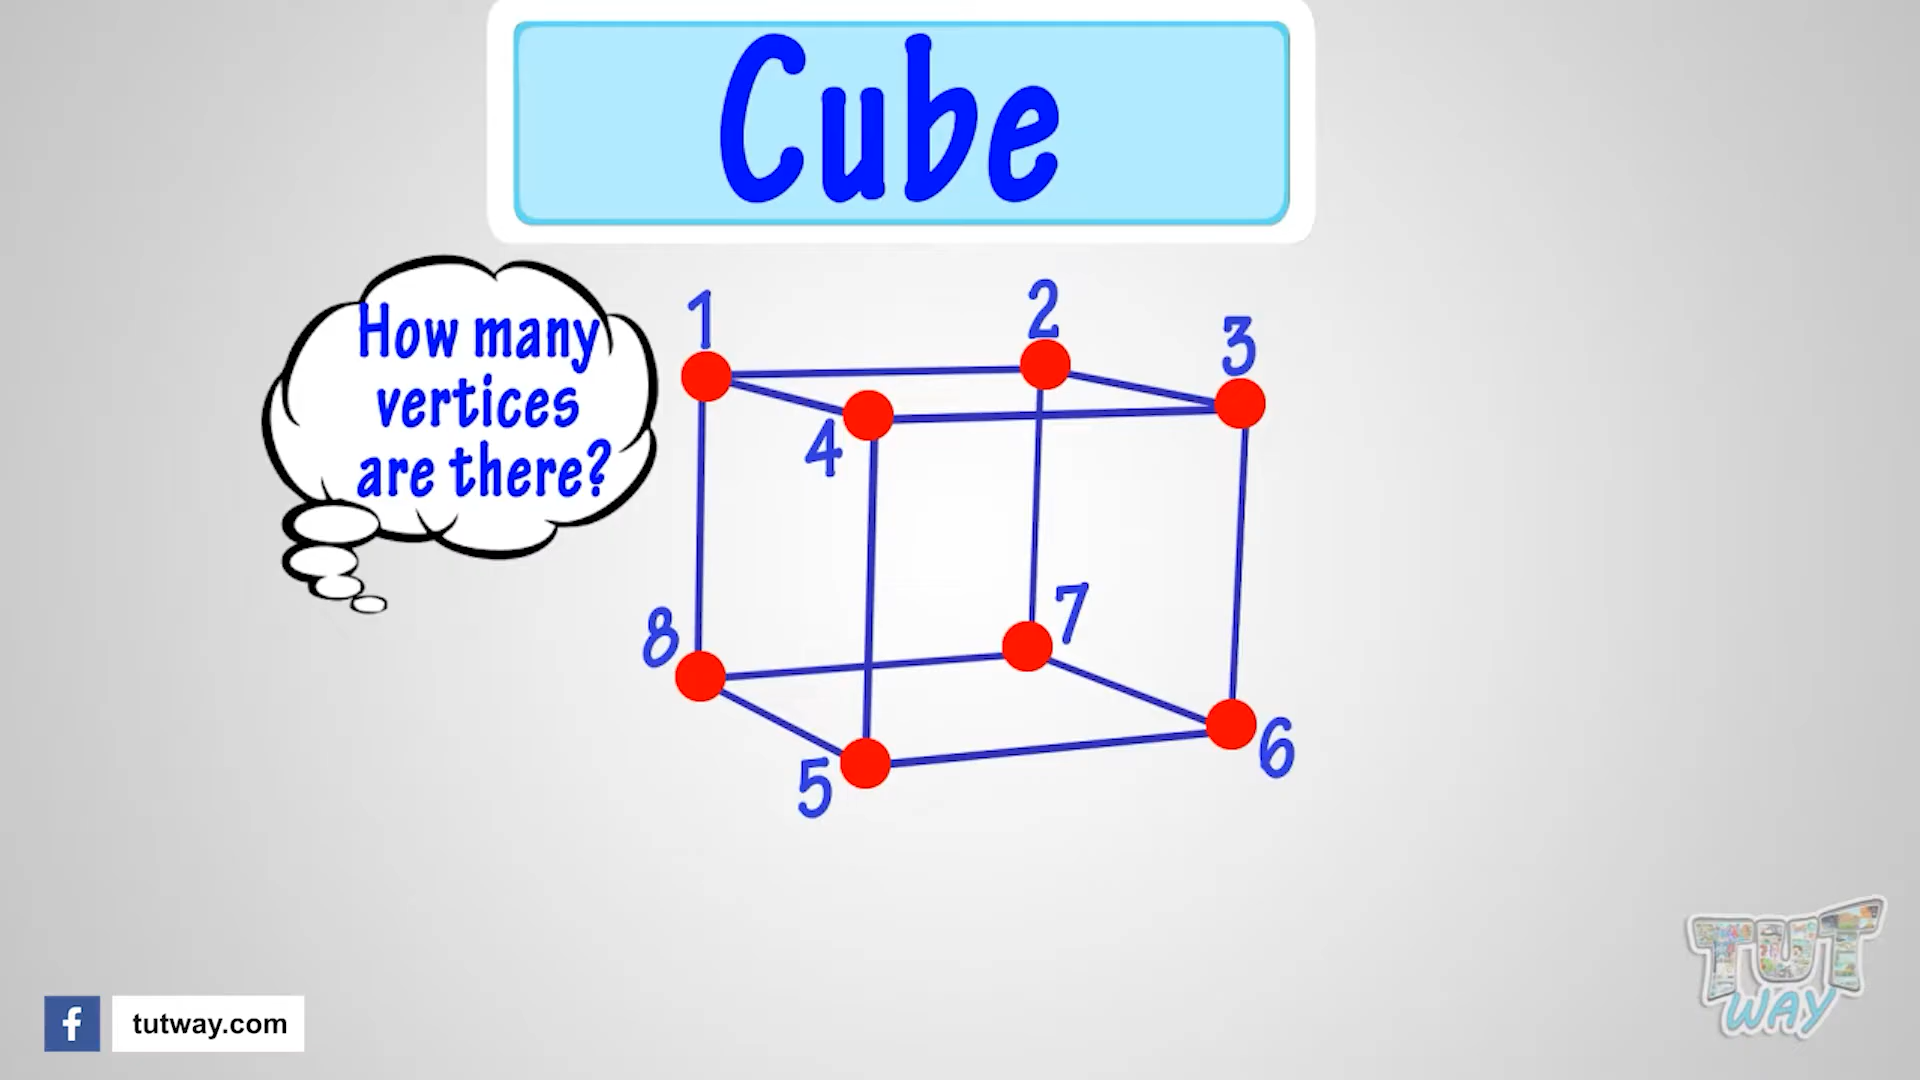 Cube
How many
vertices
are there?
1
2
3
4
8
7
5
6
f tutway.com
TUT
WAY